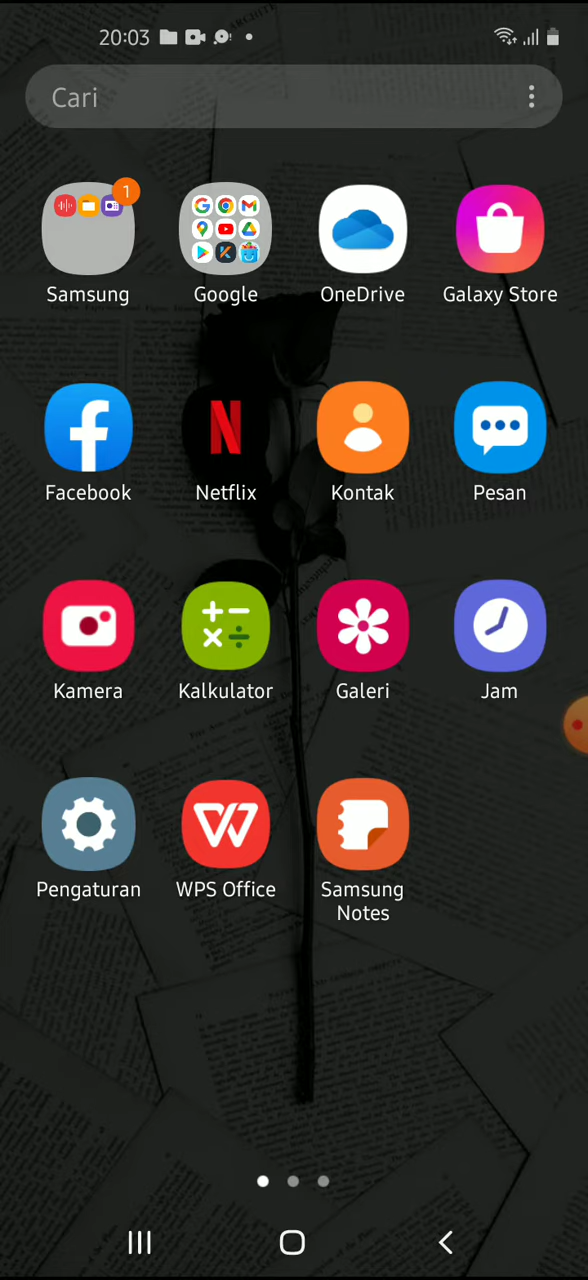 20:03
Cari
1
Samsung
Google
OneDrive
Galaxy Store
Facebook
Netflix
Kontak
Pesan
Kamera
Kalkulator
Galeri
Jam
Pengaturan
WPS Office
Samsung
Notes